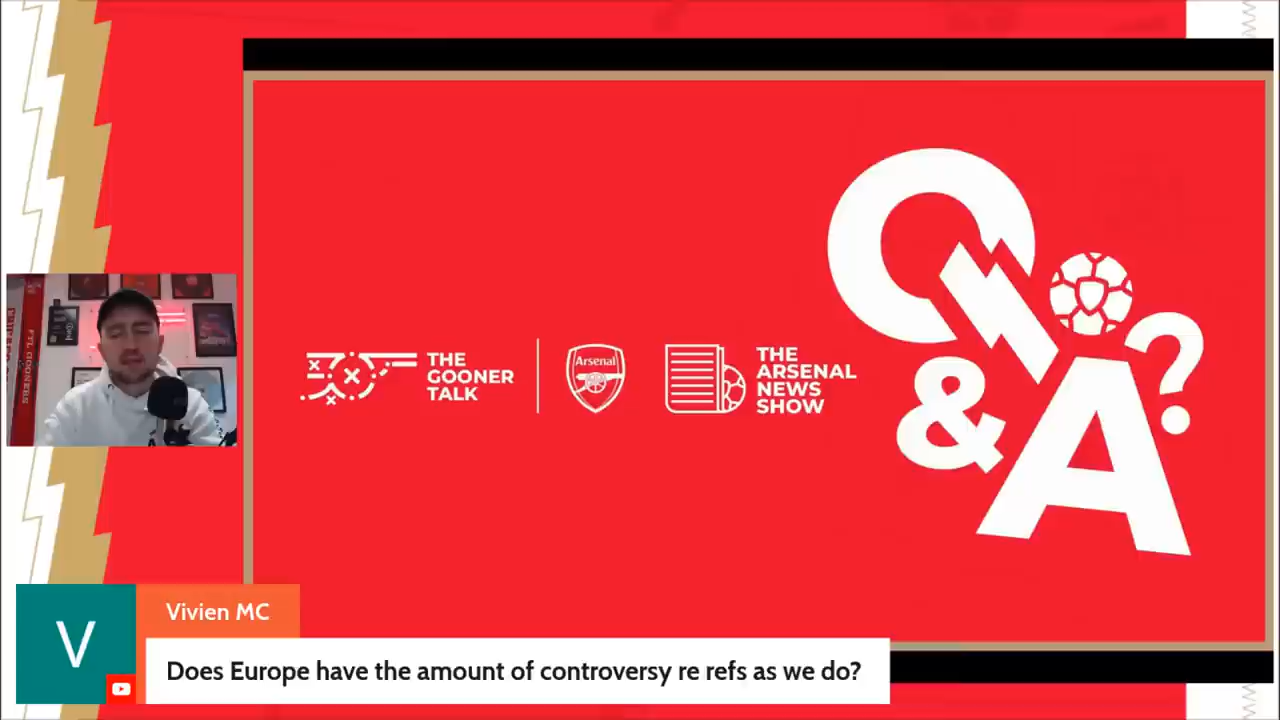 THE
GOONER
TALK
Arsenal
THE
ARSENAL
NEWS
SHOW
Q&A?
V
Vivien MC
Does Europe have the amount of controversy re refs as we do?